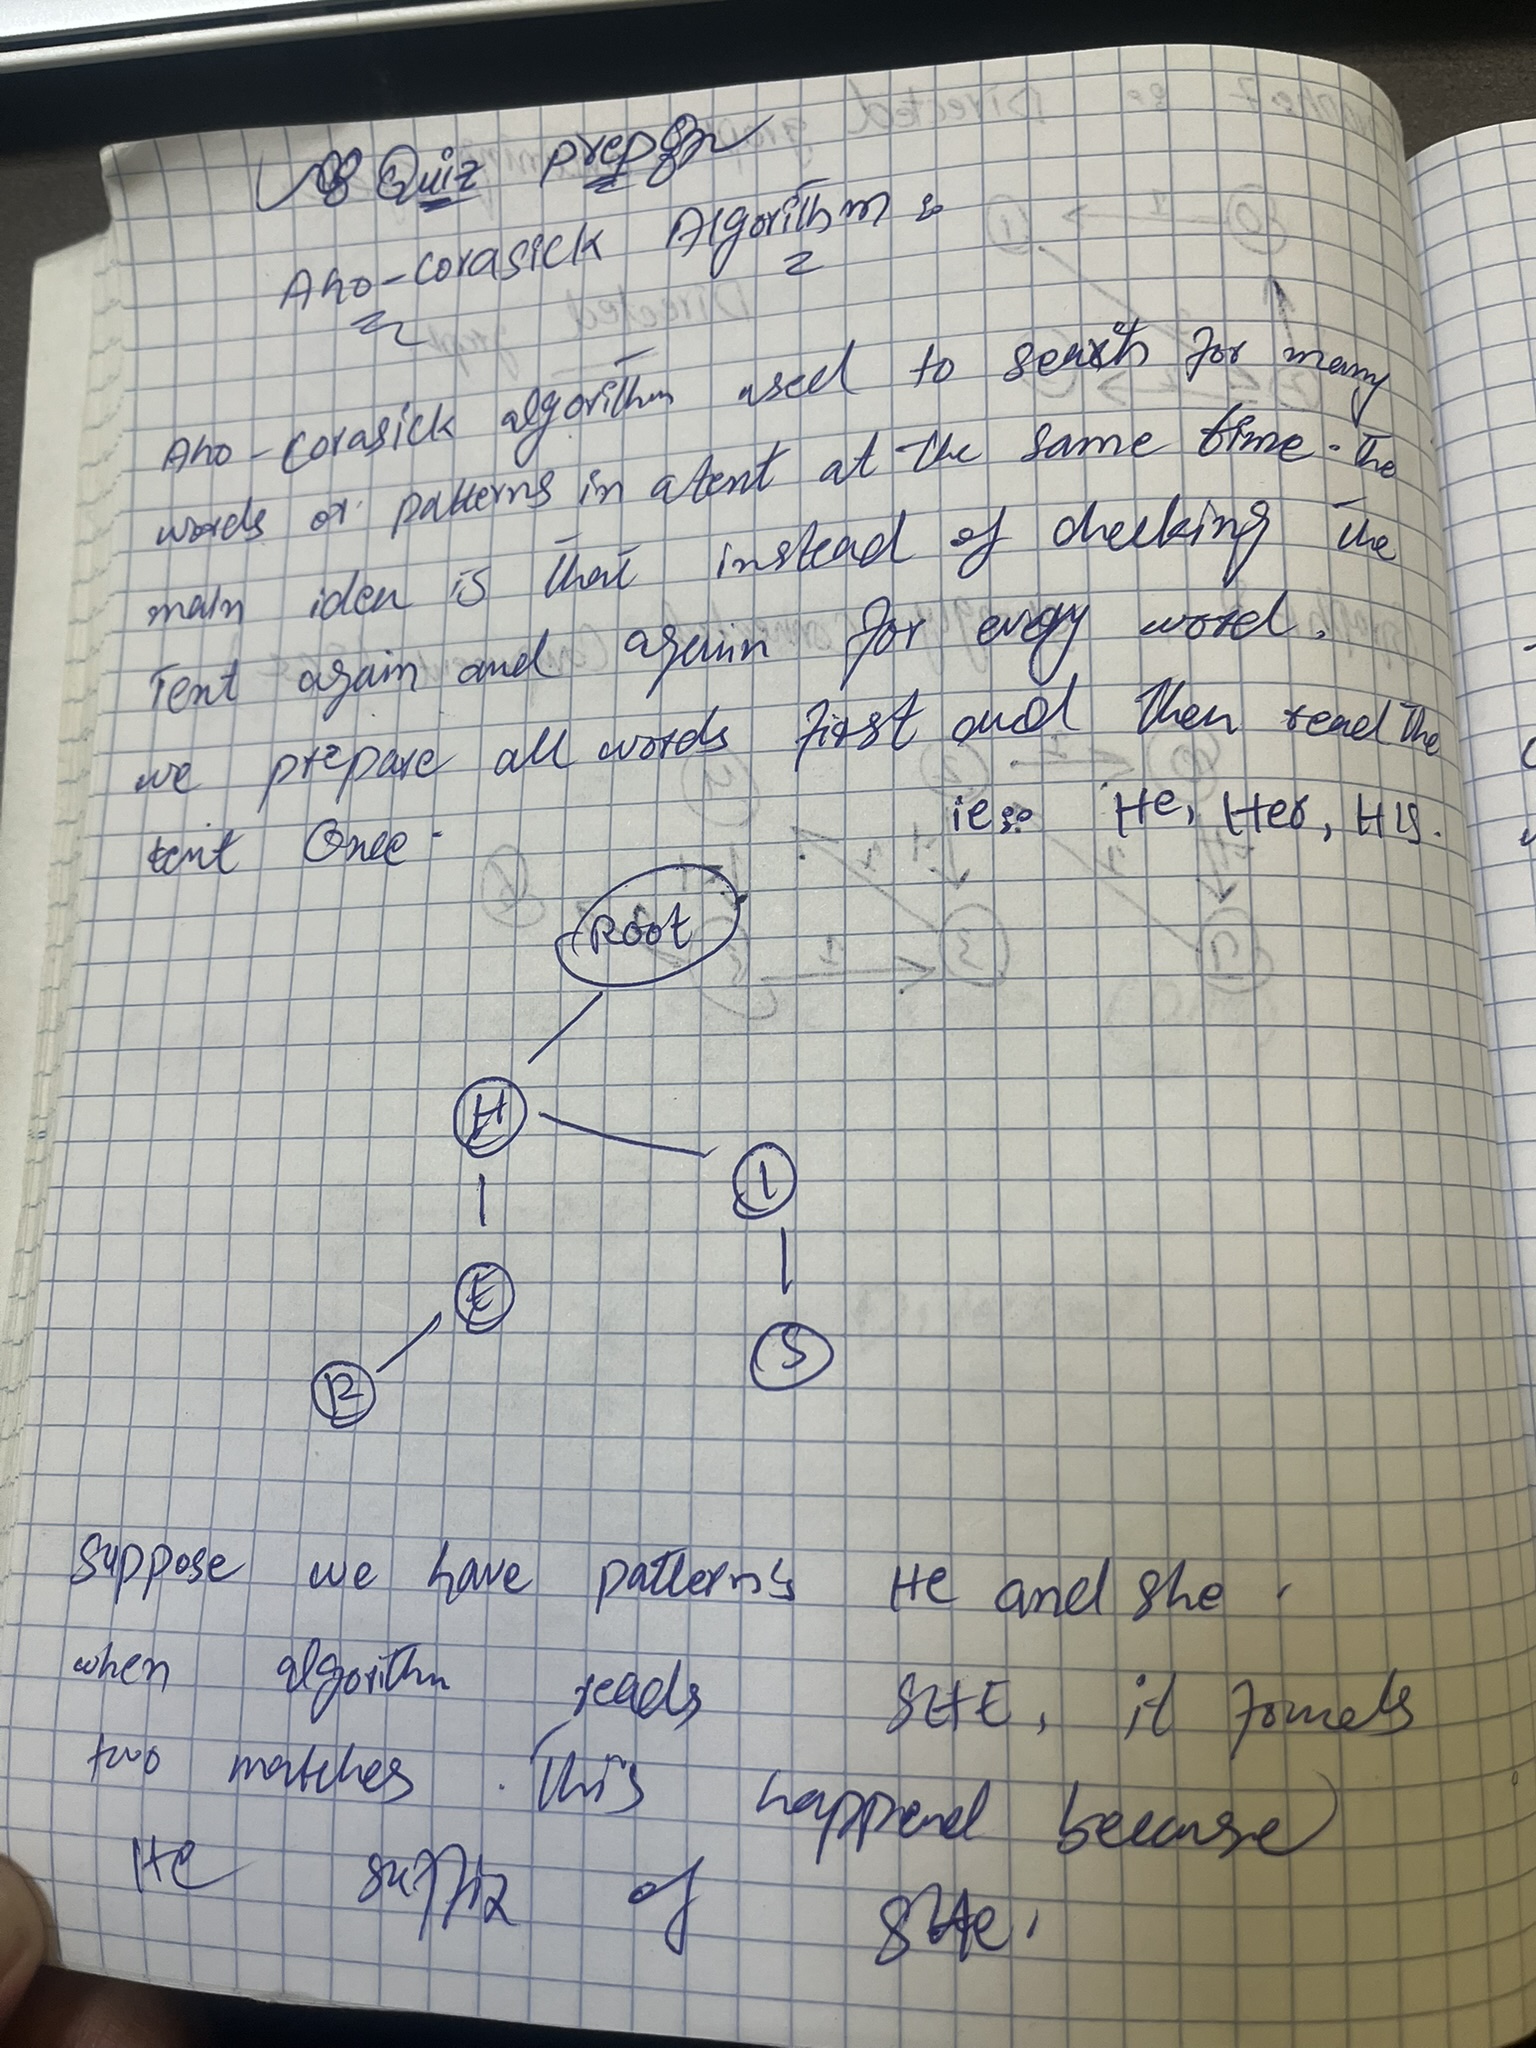 Quiz prep
Aho-corasick Algorithm :
Aho-corasick algorithm used to search for many
words or patterns in a text at the same time. The
main idea is that instead of checking the
Text again and again for every word.
we prepare all words first and then read the
text Once.
ie: He, Her, His.
Root
H
I
E
S
R
Suppose we have patterns He and She.
when algorithm reads SHE, it founds
two matches. This happend because
He suffix of SHe.